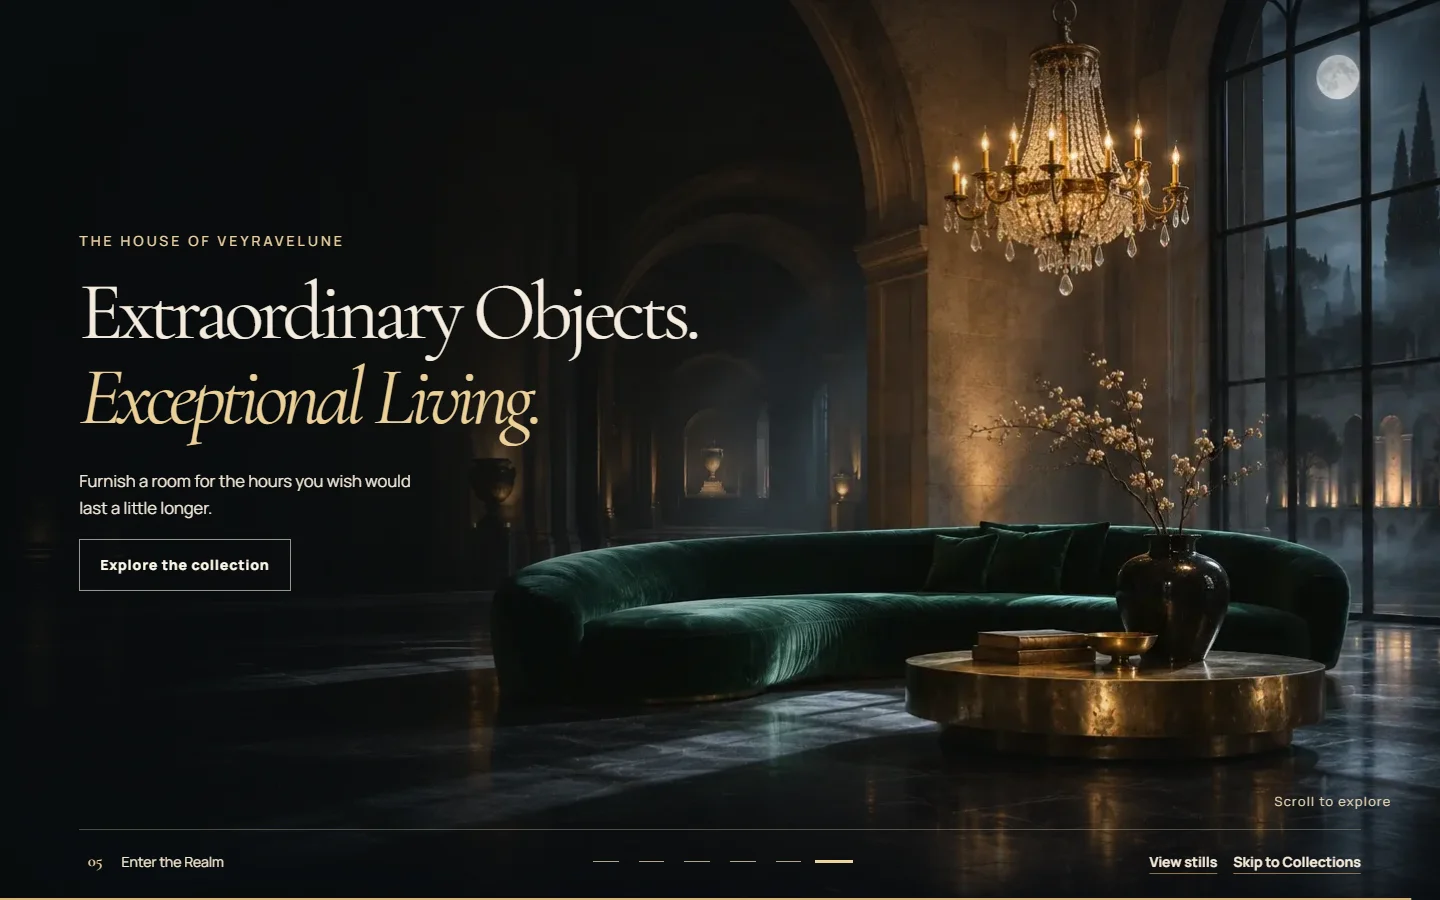 THE HOUSE OF VEYRAVELUNE
Extraordinary Objects.
Exceptional Living.
Furnish a room for the hours you wish would
last a little longer.
Explore the collection
Scroll to explore
05 Enter the Realm
View stills Skip to Collections